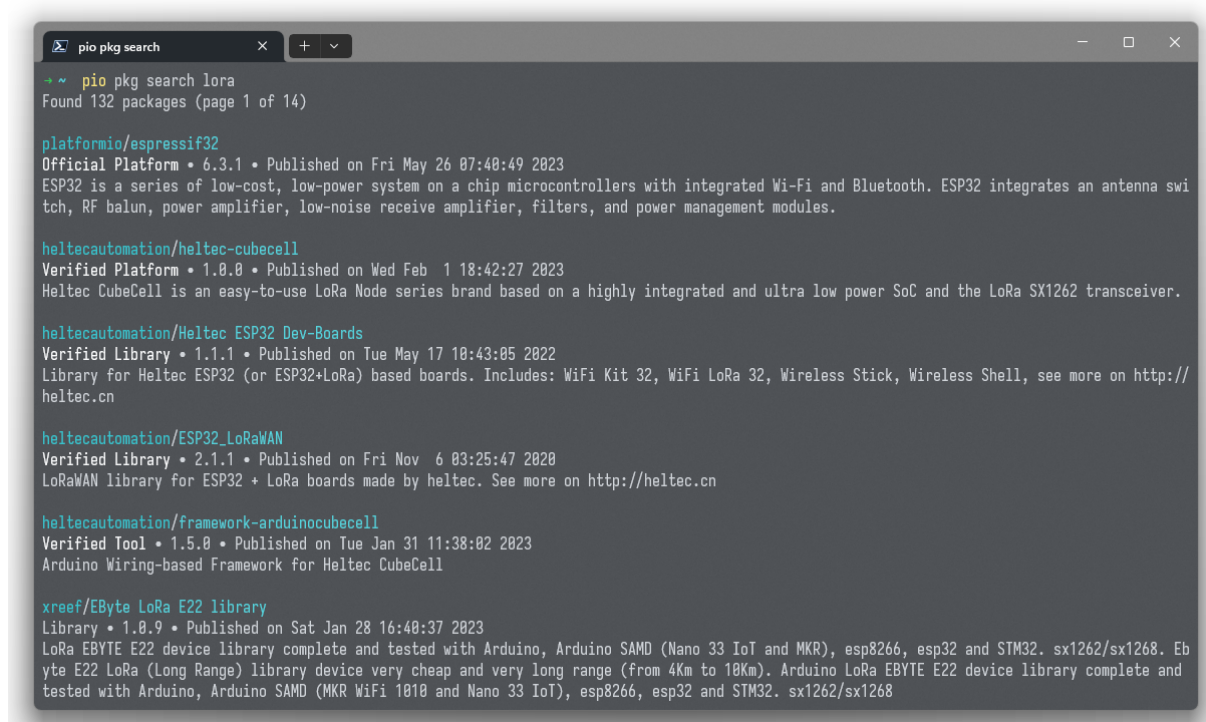 pio pkg search
→ ~ pio pkg search lora
Found 132 packages (page 1 of 14)
platformio/espressif32
Official Platform • 6.3.1 • Published on Fri May 26 07:40:49 2023
ESP32 is a series of low-cost, low-power system on a chip microcontrollers with integrated Wi-Fi and Bluetooth. ESP32 integrates an antenna swi
tch, RF balun, power amplifier, low-noise receive amplifier, filters, and power management modules.
heltecautomation/heltec-cubecell
Verified Platform • 1.0.0 • Published on Wed Feb  1 18:42:27 2023
Heltec CubeCell is an easy-to-use LoRa Node series brand based on a highly integrated and ultra low power SoC and the LoRa SX1262 transceiver.
heltecautomation/Heltec ESP32 Dev-Boards
Verified Library • 1.1.1 • Published on Tue May 17 10:43:05 2022
Library for Heltec ESP32 (or ESP32+LoRa) based boards. Includes: WiFi Kit 32, WiFi LoRa 32, Wireless Stick, Wireless Shell, see more on http://
heltec.cn
heltecautomation/ESP32_LoRaWAN
Verified Library • 2.1.1 • Published on Fri Nov  6 03:25:47 2020
LoRaWAN library for ESP32 + LoRa boards made by heltec. See more on http://heltec.cn
heltecautomation/framework-arduinocubecell
Verified Tool • 1.5.0 • Published on Tue Jan 31 11:38:02 2023
Arduino Wiring-based Framework for Heltec CubeCell
xreef/EByte LoRa E22 library
Library • 1.0.9 • Published on Sat Jan 28 16:40:37 2023
LoRa EBYTE E22 device library complete and tested with Arduino, Arduino SAMD (Nano 33 IoT and MKR), esp8266, esp32 and STM32. sx1262/sx1268. Eb
yte E22 LoRa (Long Range) library device very cheap and very long range (from 4Km to 10Km). Arduino LoRa EBYTE E22 device library complete and
tested with Arduino, Arduino SAMD (MKR WiFi 1010 and Nano 33 IoT), esp8266, esp32 and STM32. sx1262/sx1268